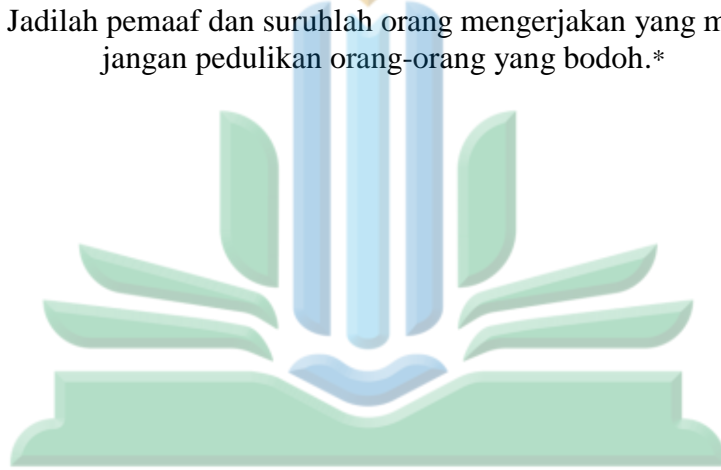 Jadilah pemaaf dan suruhlah orang mengerjakan yang
jangan pedulikan orang-orang yang bodoh.*